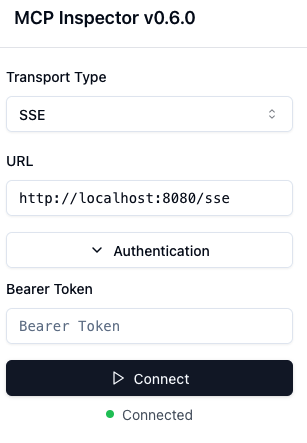 MCP Inspector v0.6.0
Transport Type
SSE
URL
http://localhost:8080/sse
Authentication
Bearer Token
Bearer Token
Connect
Connected